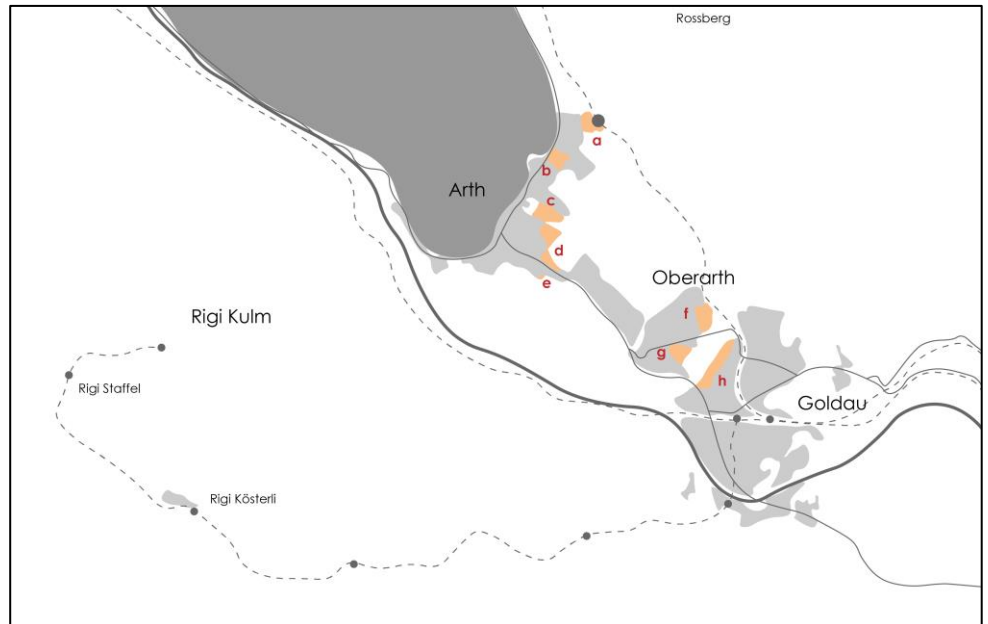 Rossberg
a
b
Arth
c
d
Oberarth
e
Rigi Kulm
f
g
Rigi Staffel
h
Goldau
Rigi Kösterli